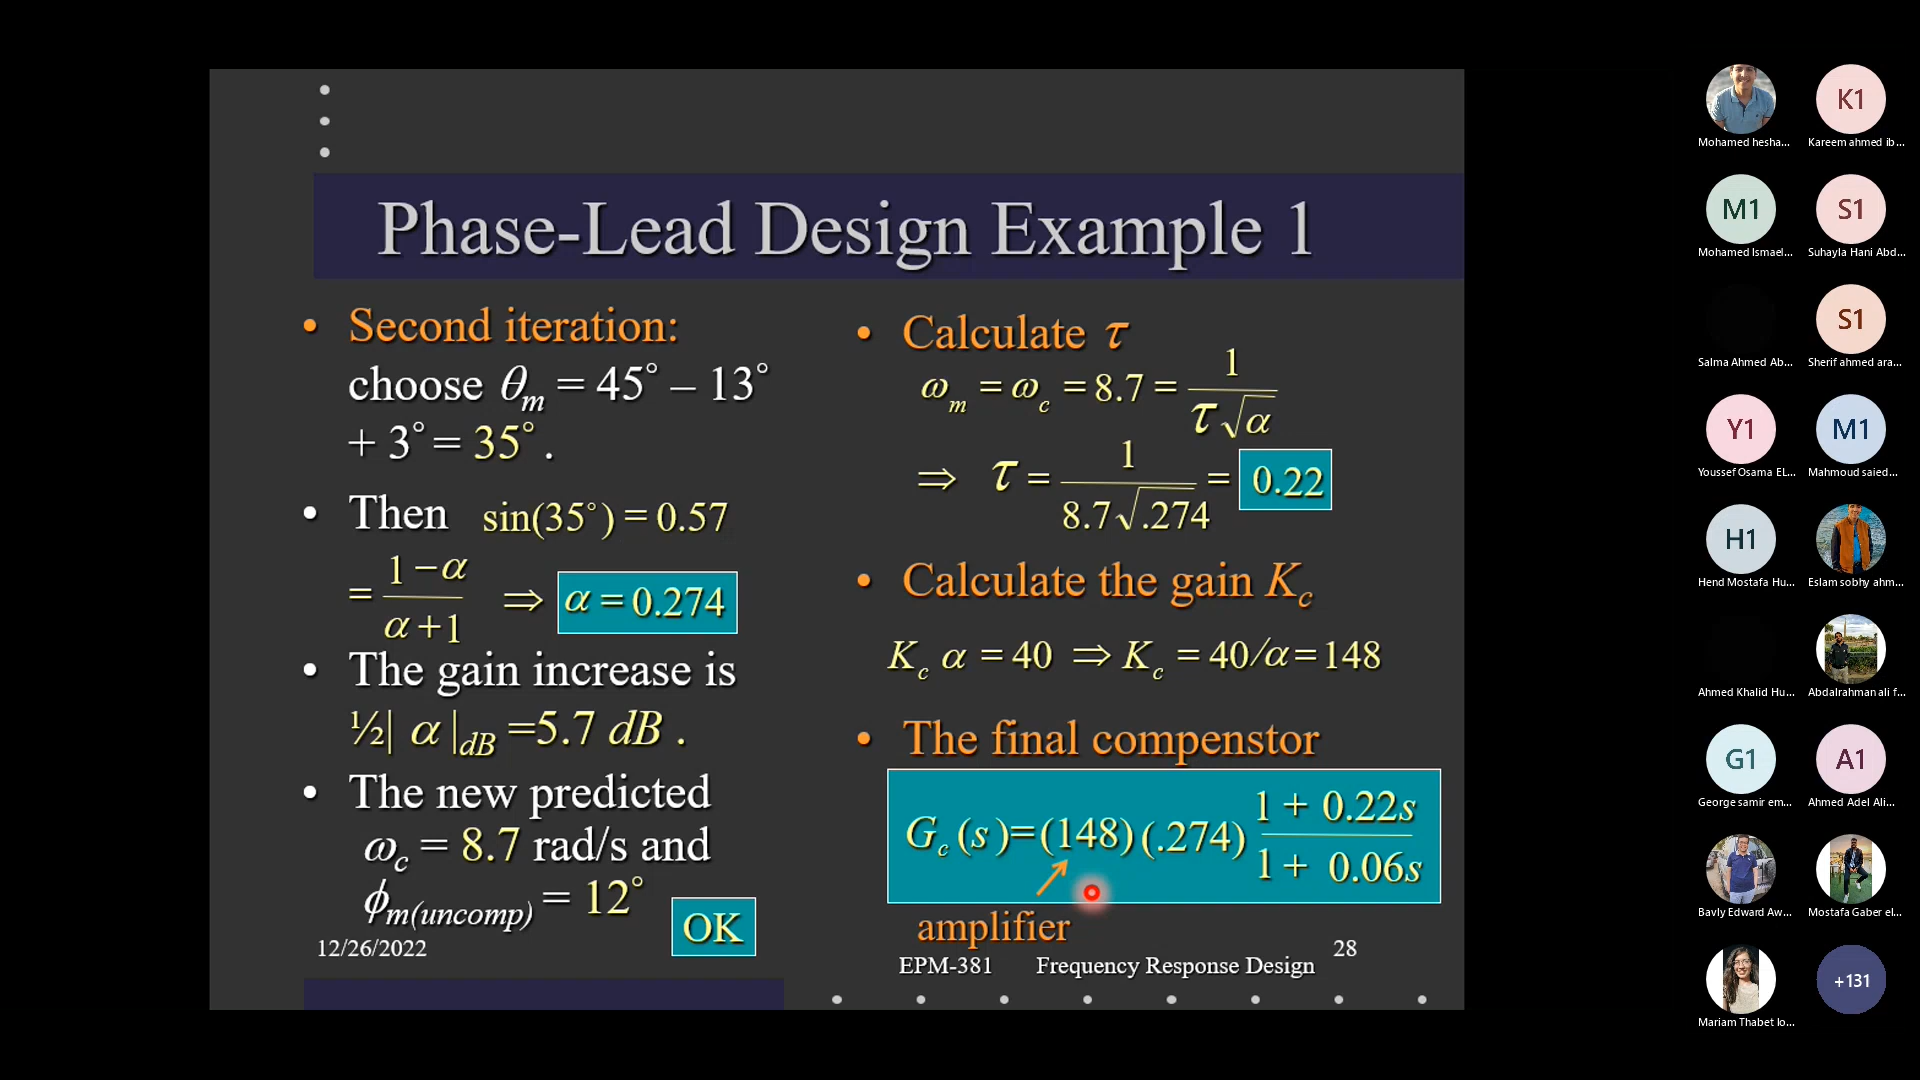 Phase-Lead Design Example 1
• Second iteration:
choose θm = 45° – 13°
+ 3° = 35° .
• Then sin(35°) = 0.57
= (1 − α)/(α + 1) ⇒ α = 0.274
• The gain increase is
½| α |dB =5.7 dB .
• The new predicted
ωc = 8.7 rad/s and
ϕm(uncomp) = 12°
OK
12/26/2022
• Calculate τ
ωm = ωc = 8.7 = 1/(τ√α)
⇒ τ = 1/(8.7√.274) = 0.22
• Calculate the gain Kc
Kc α = 40 ⇒ Kc = 40/α = 148
• The final compenstor
Gc(s)=(148)(.274) (1 + 0.22s)/(1 + 0.06s)
amplifier
28
EPM-381 Frequency Response Design
K1
Mohamed hesha... Kareem ahmed ib...
M1 S1
Mohamed Ismael... Suhayla Hani Abd...
S1
Salma Ahmed Ab... Sherif ahmed ara...
Y1 M1
Youssef Osama EL... Mahmoud saied...
H1
Hend Mostafa Hu... Eslam sobhy ahm...
Ahmed Khalid Hu... Abdalrahman ali f...
G1 A1
George samir em... Ahmed Adel Ali...
Bavly Edward Aw... Mostafa Gaber el...
+131
Mariam Thabet lo...